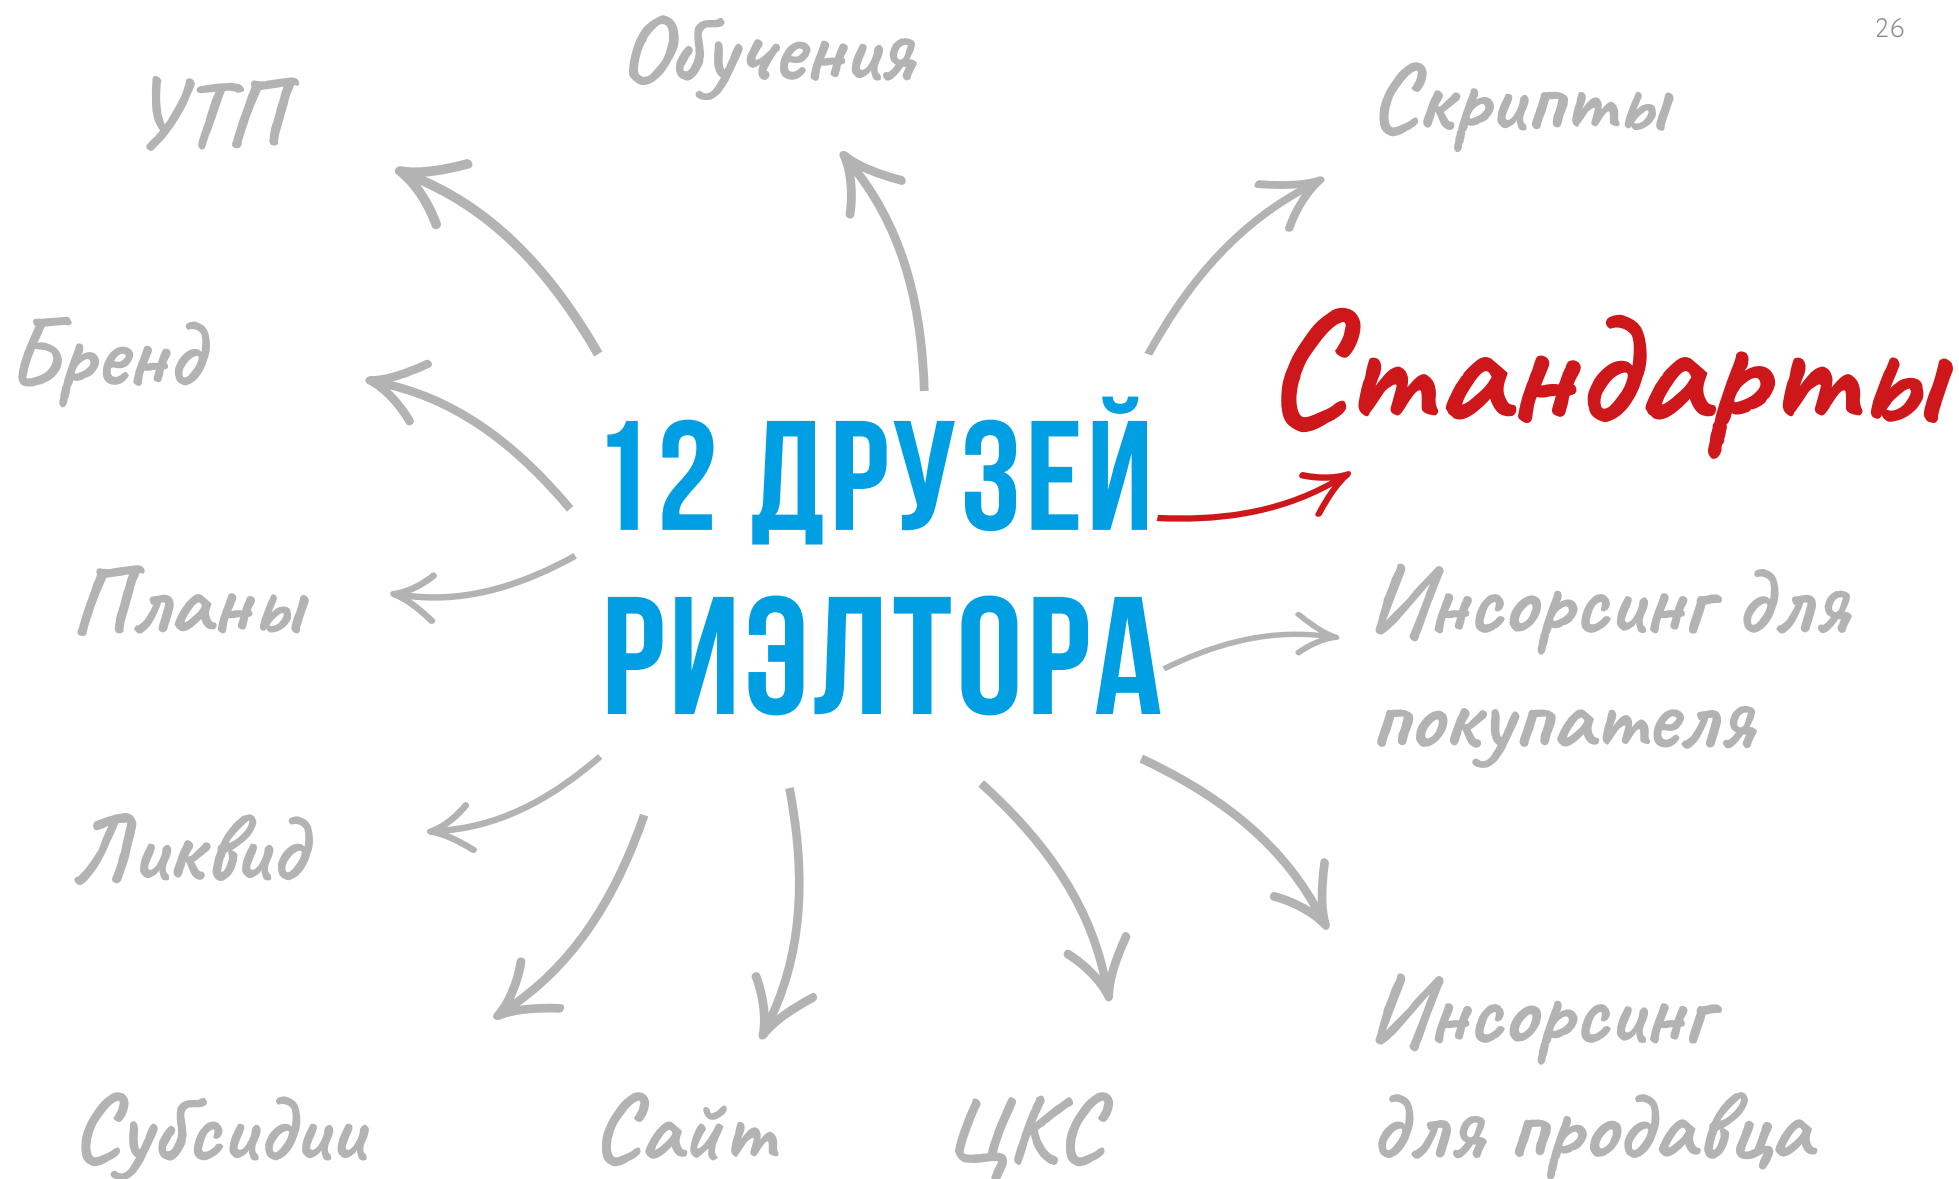 26
Обучения
УТП
Скрипты
Бренд
Стандарты
12 ДРУЗЕЙ
РИЭЛТОРА
Планы
Инсорсинг для
покупателя
Ликвид
Инсорсинг
для продавца
Субсидии
Сайт
ЦКС